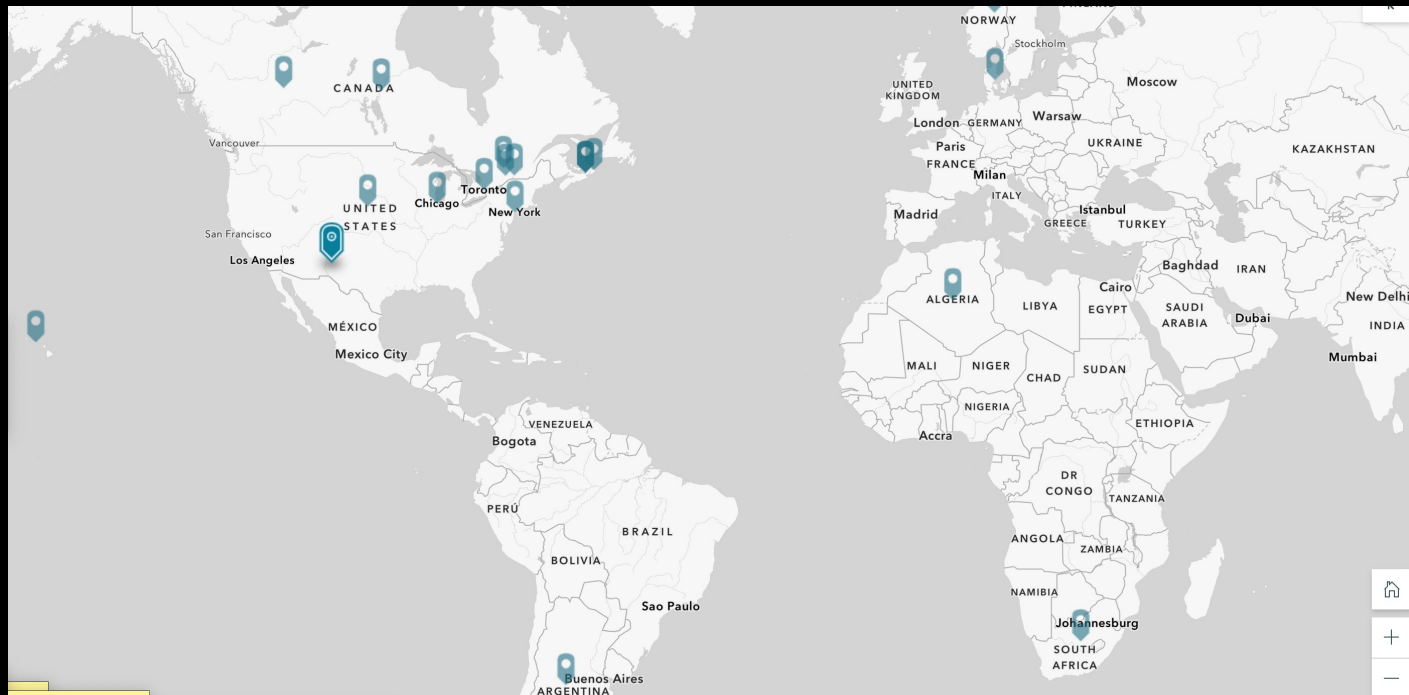 NORWAY
Stockholm
CANADA
UNITED
KINGDOM
Moscow
London
GERMANY
Warsaw
Vancouver
Paris
UKRAINE
FRANCE
KAZAKHSTAN
Milan
Toronto
ITALY
Chicago
UNITED
STATES
New York
Madrid
Istanbul
GREECE
TURKEY
San Francisco
Los Angeles
Baghdad
IRAN
Cairo
ALGERIA
LIBYA
EGYPT
SAUDI
ARABIA
New Delhi
Dubai
INDIA
MÉXICO
Mexico City
Mumbai
MALI
NIGER
CHAD
SUDAN
NIGERIA
VENEZUELA
ETHIOPIA
Bogota
Accra
DR
CONGO
TANZANIA
PERÚ
BRAZIL
ANGOLA
ZAMBIA
BOLIVIA
NAMIBIA
Sao Paulo
Johannesburg
SOUTH
AFRICA
Buenos Aires
ARGENTINA